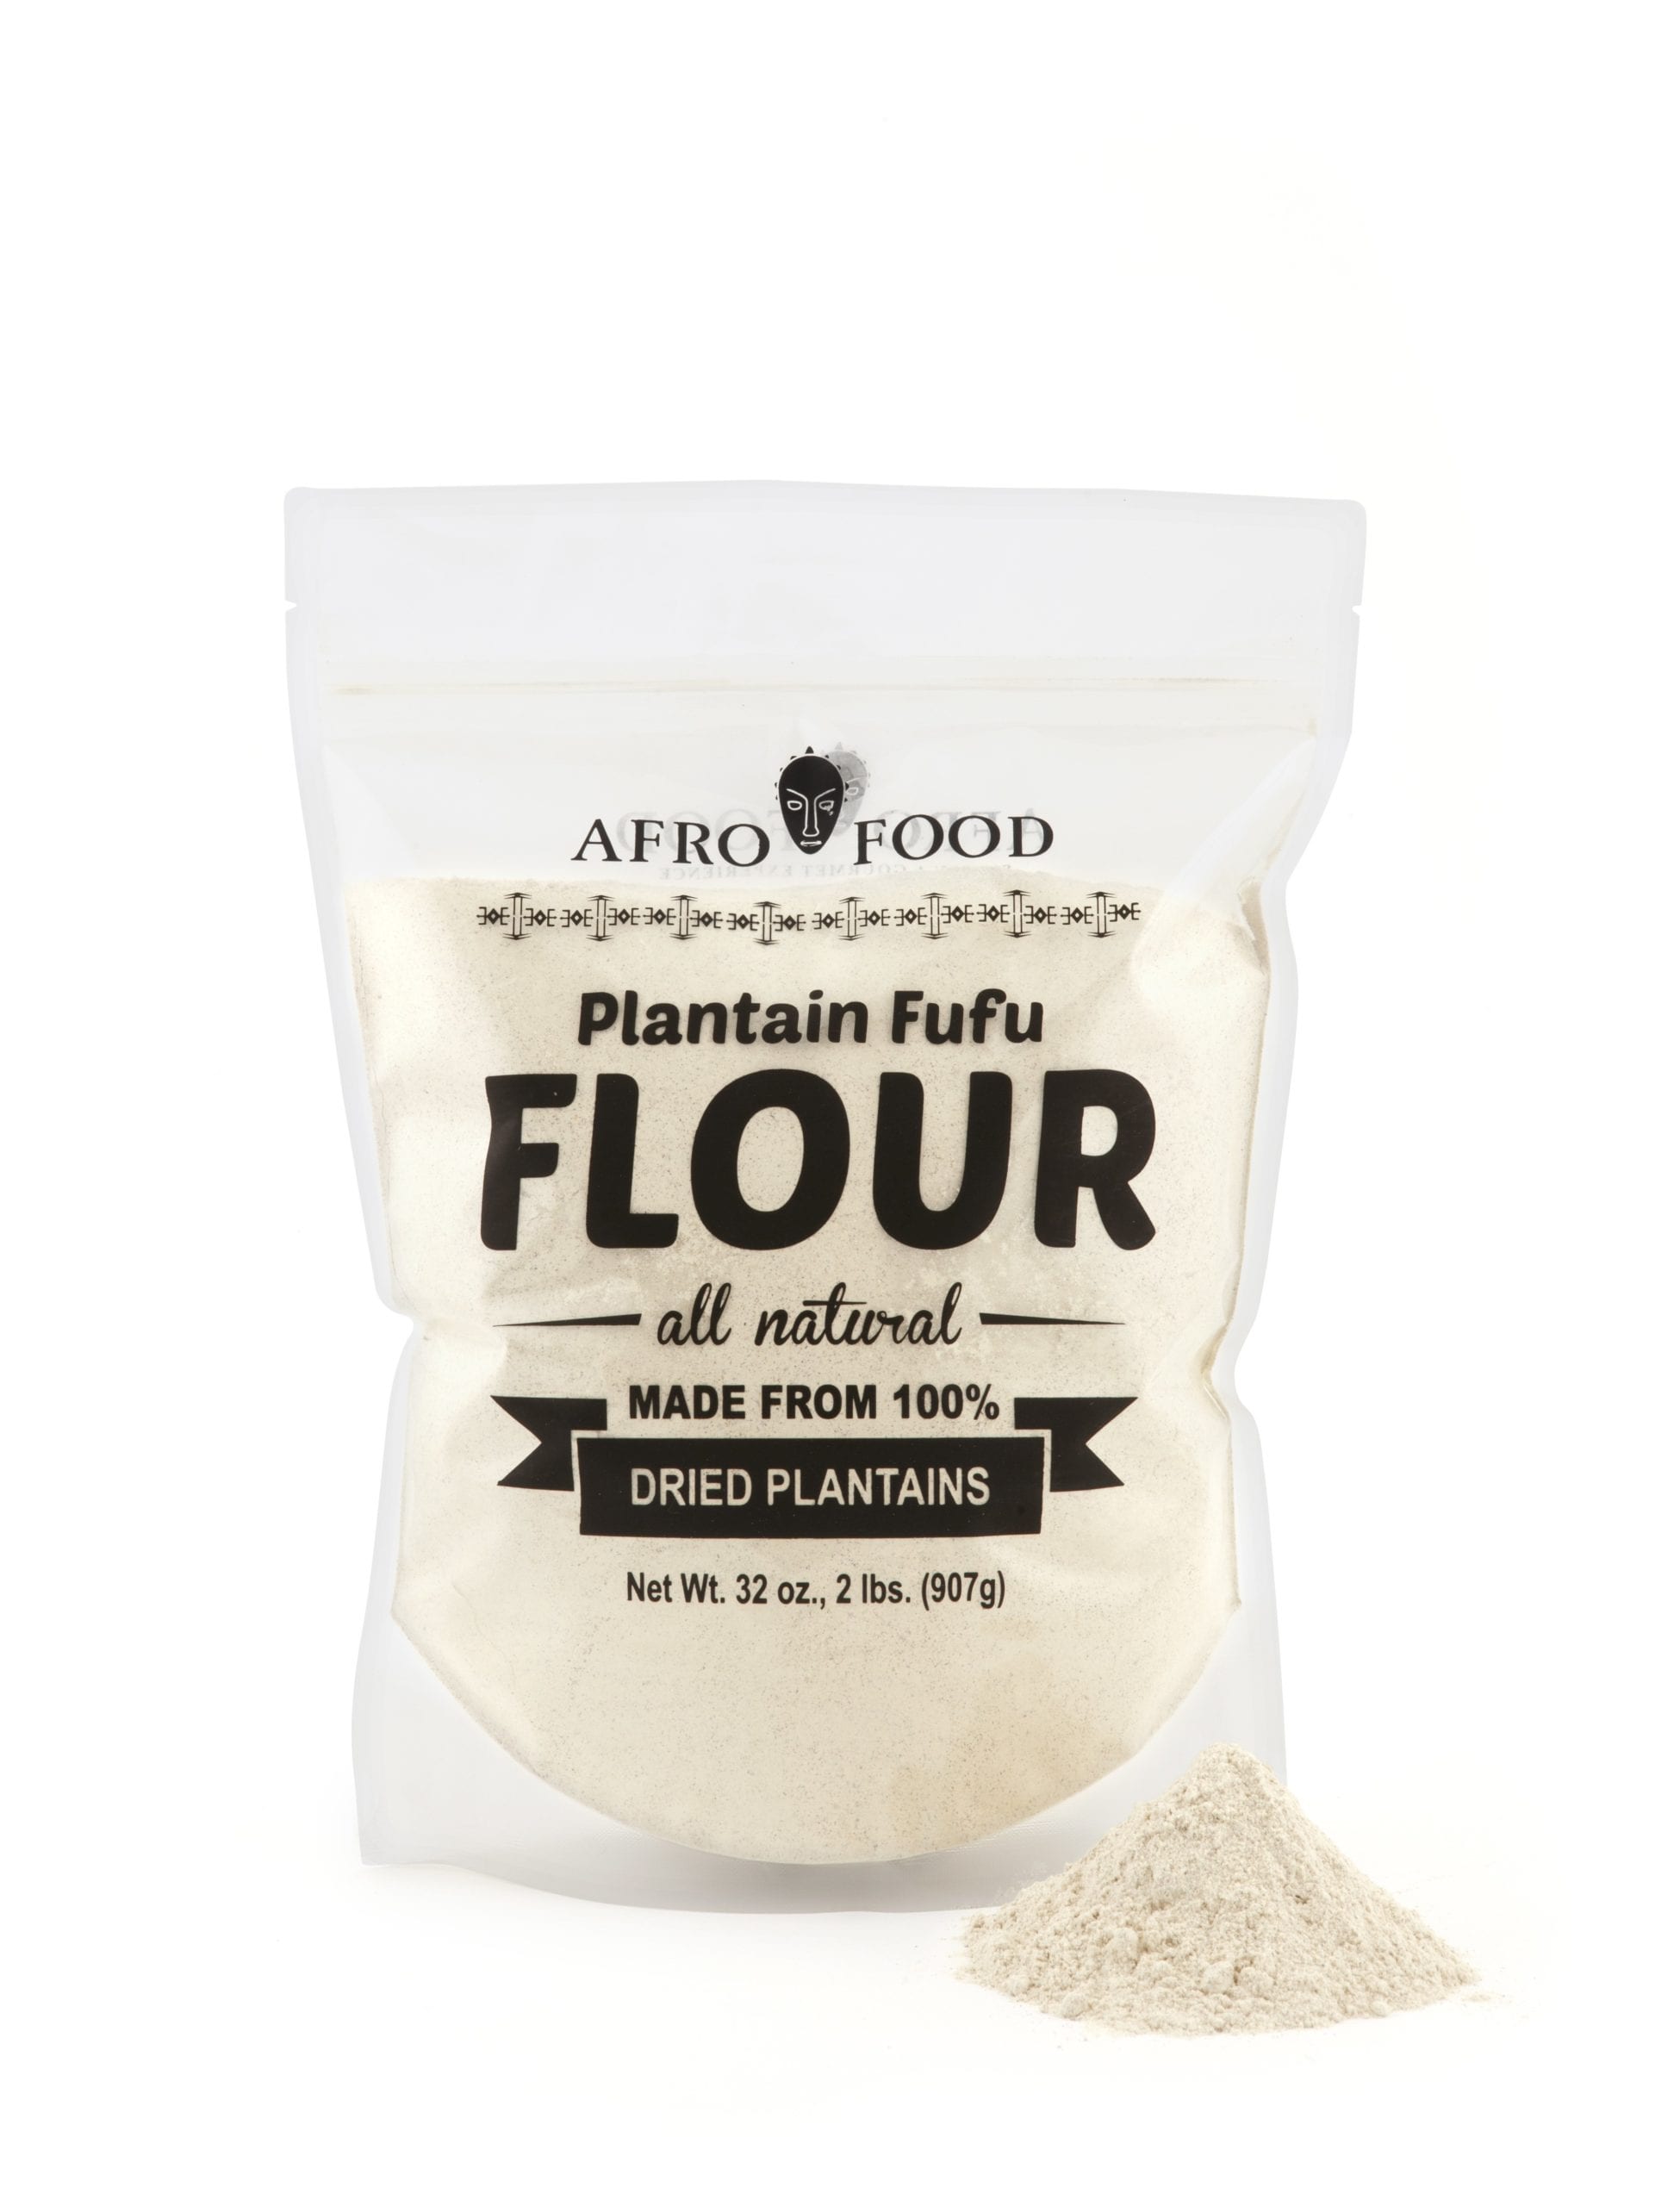 AFRO FOOD
Plantain Fufu
FLOUR
all natural
MADE FROM 100%
DRIED PLANTAINS
Net Wt. 32 oz., 2 lbs. (907g)